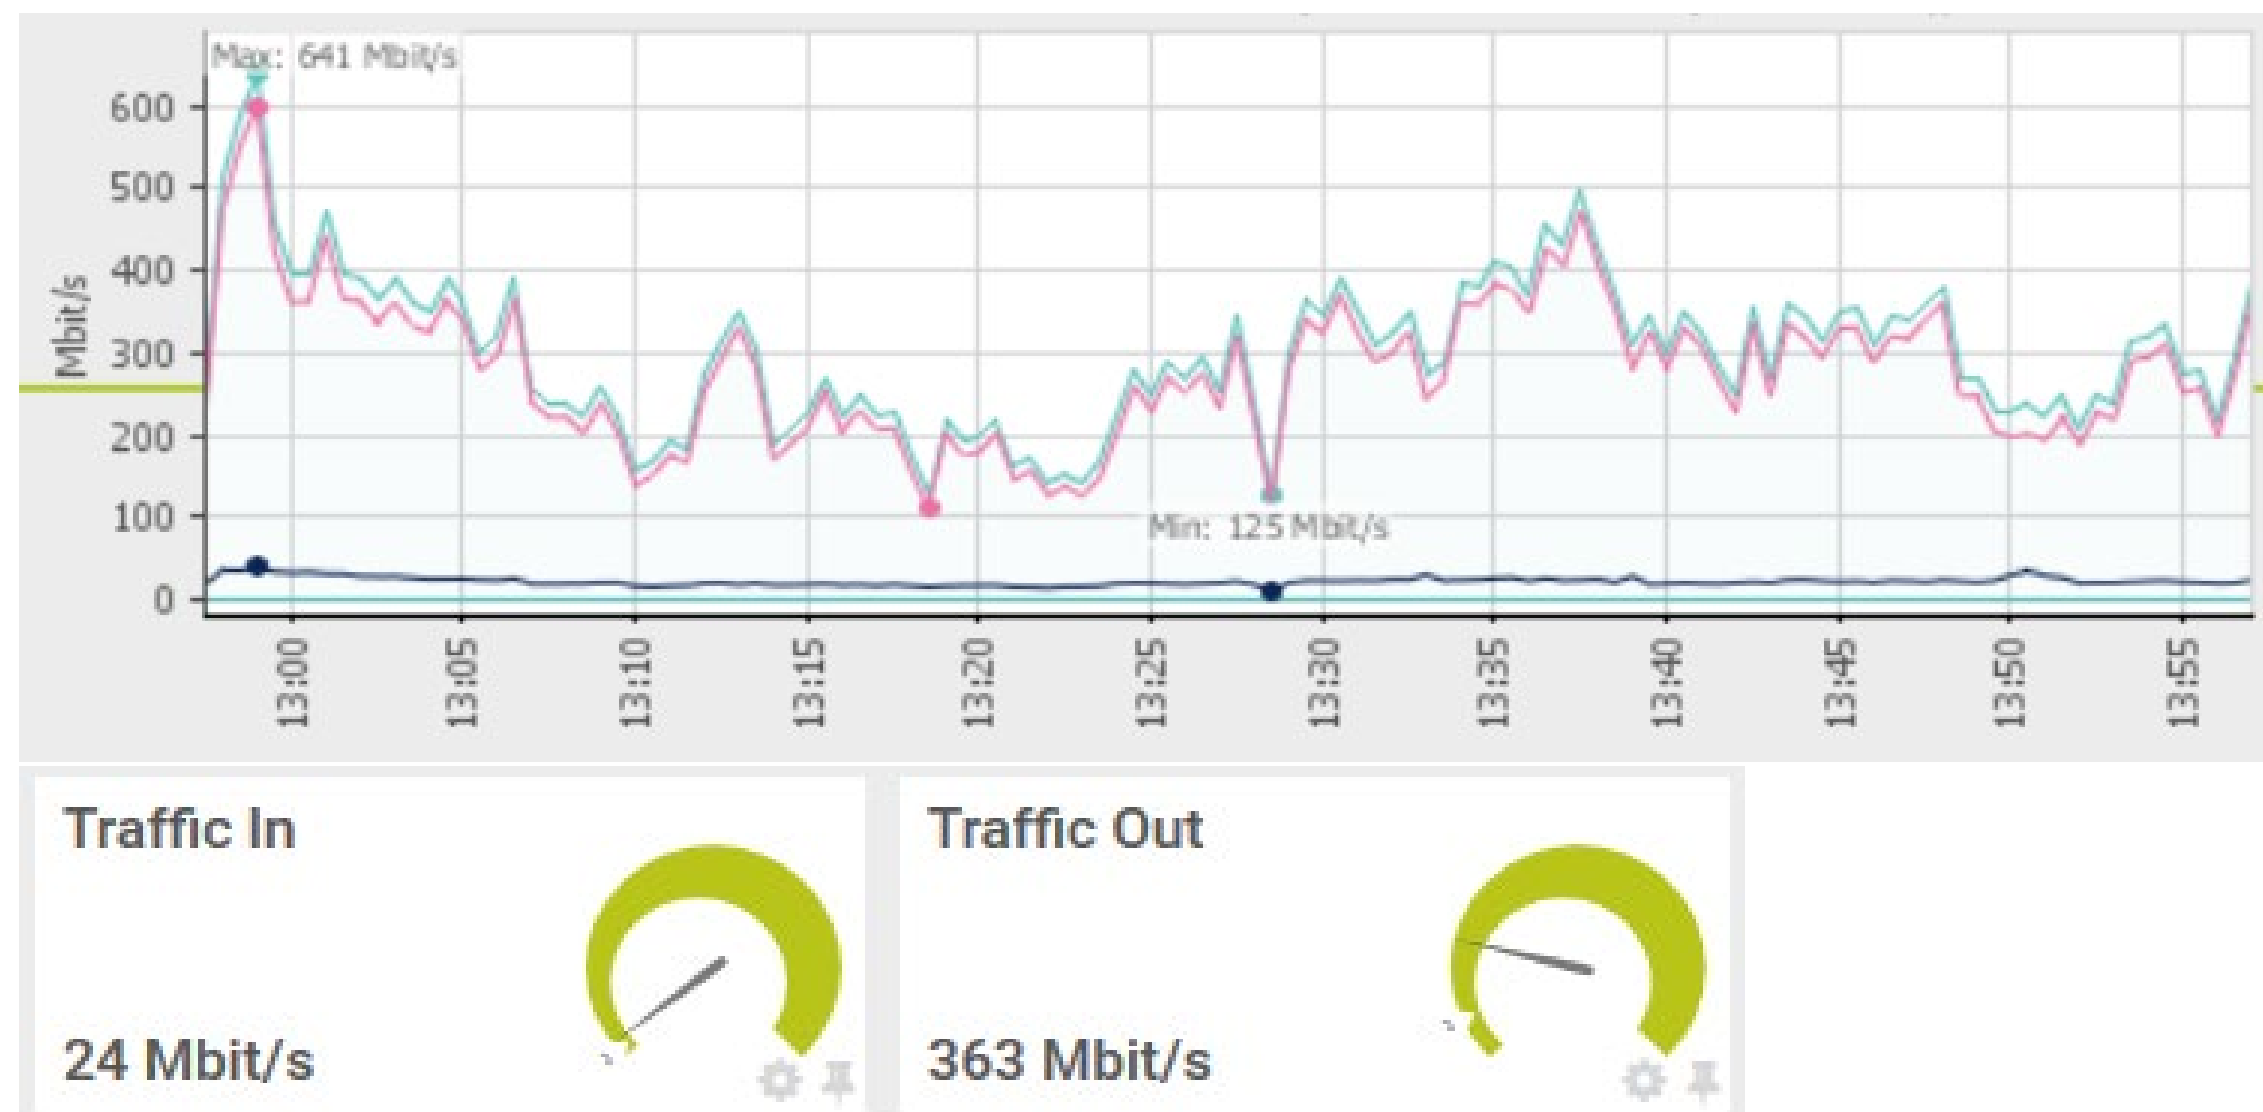 Max: 641 Mbit/s
600
500
400
300
200
100
0
Mbit/s
Min: 125 Mbit/s
13:00 13:05 13:10 13:15 13:20 13:25 13:30 13:35 13:40 13:45 13:50 13:55
Traffic In
24 Mbit/s
Traffic Out
363 Mbit/s